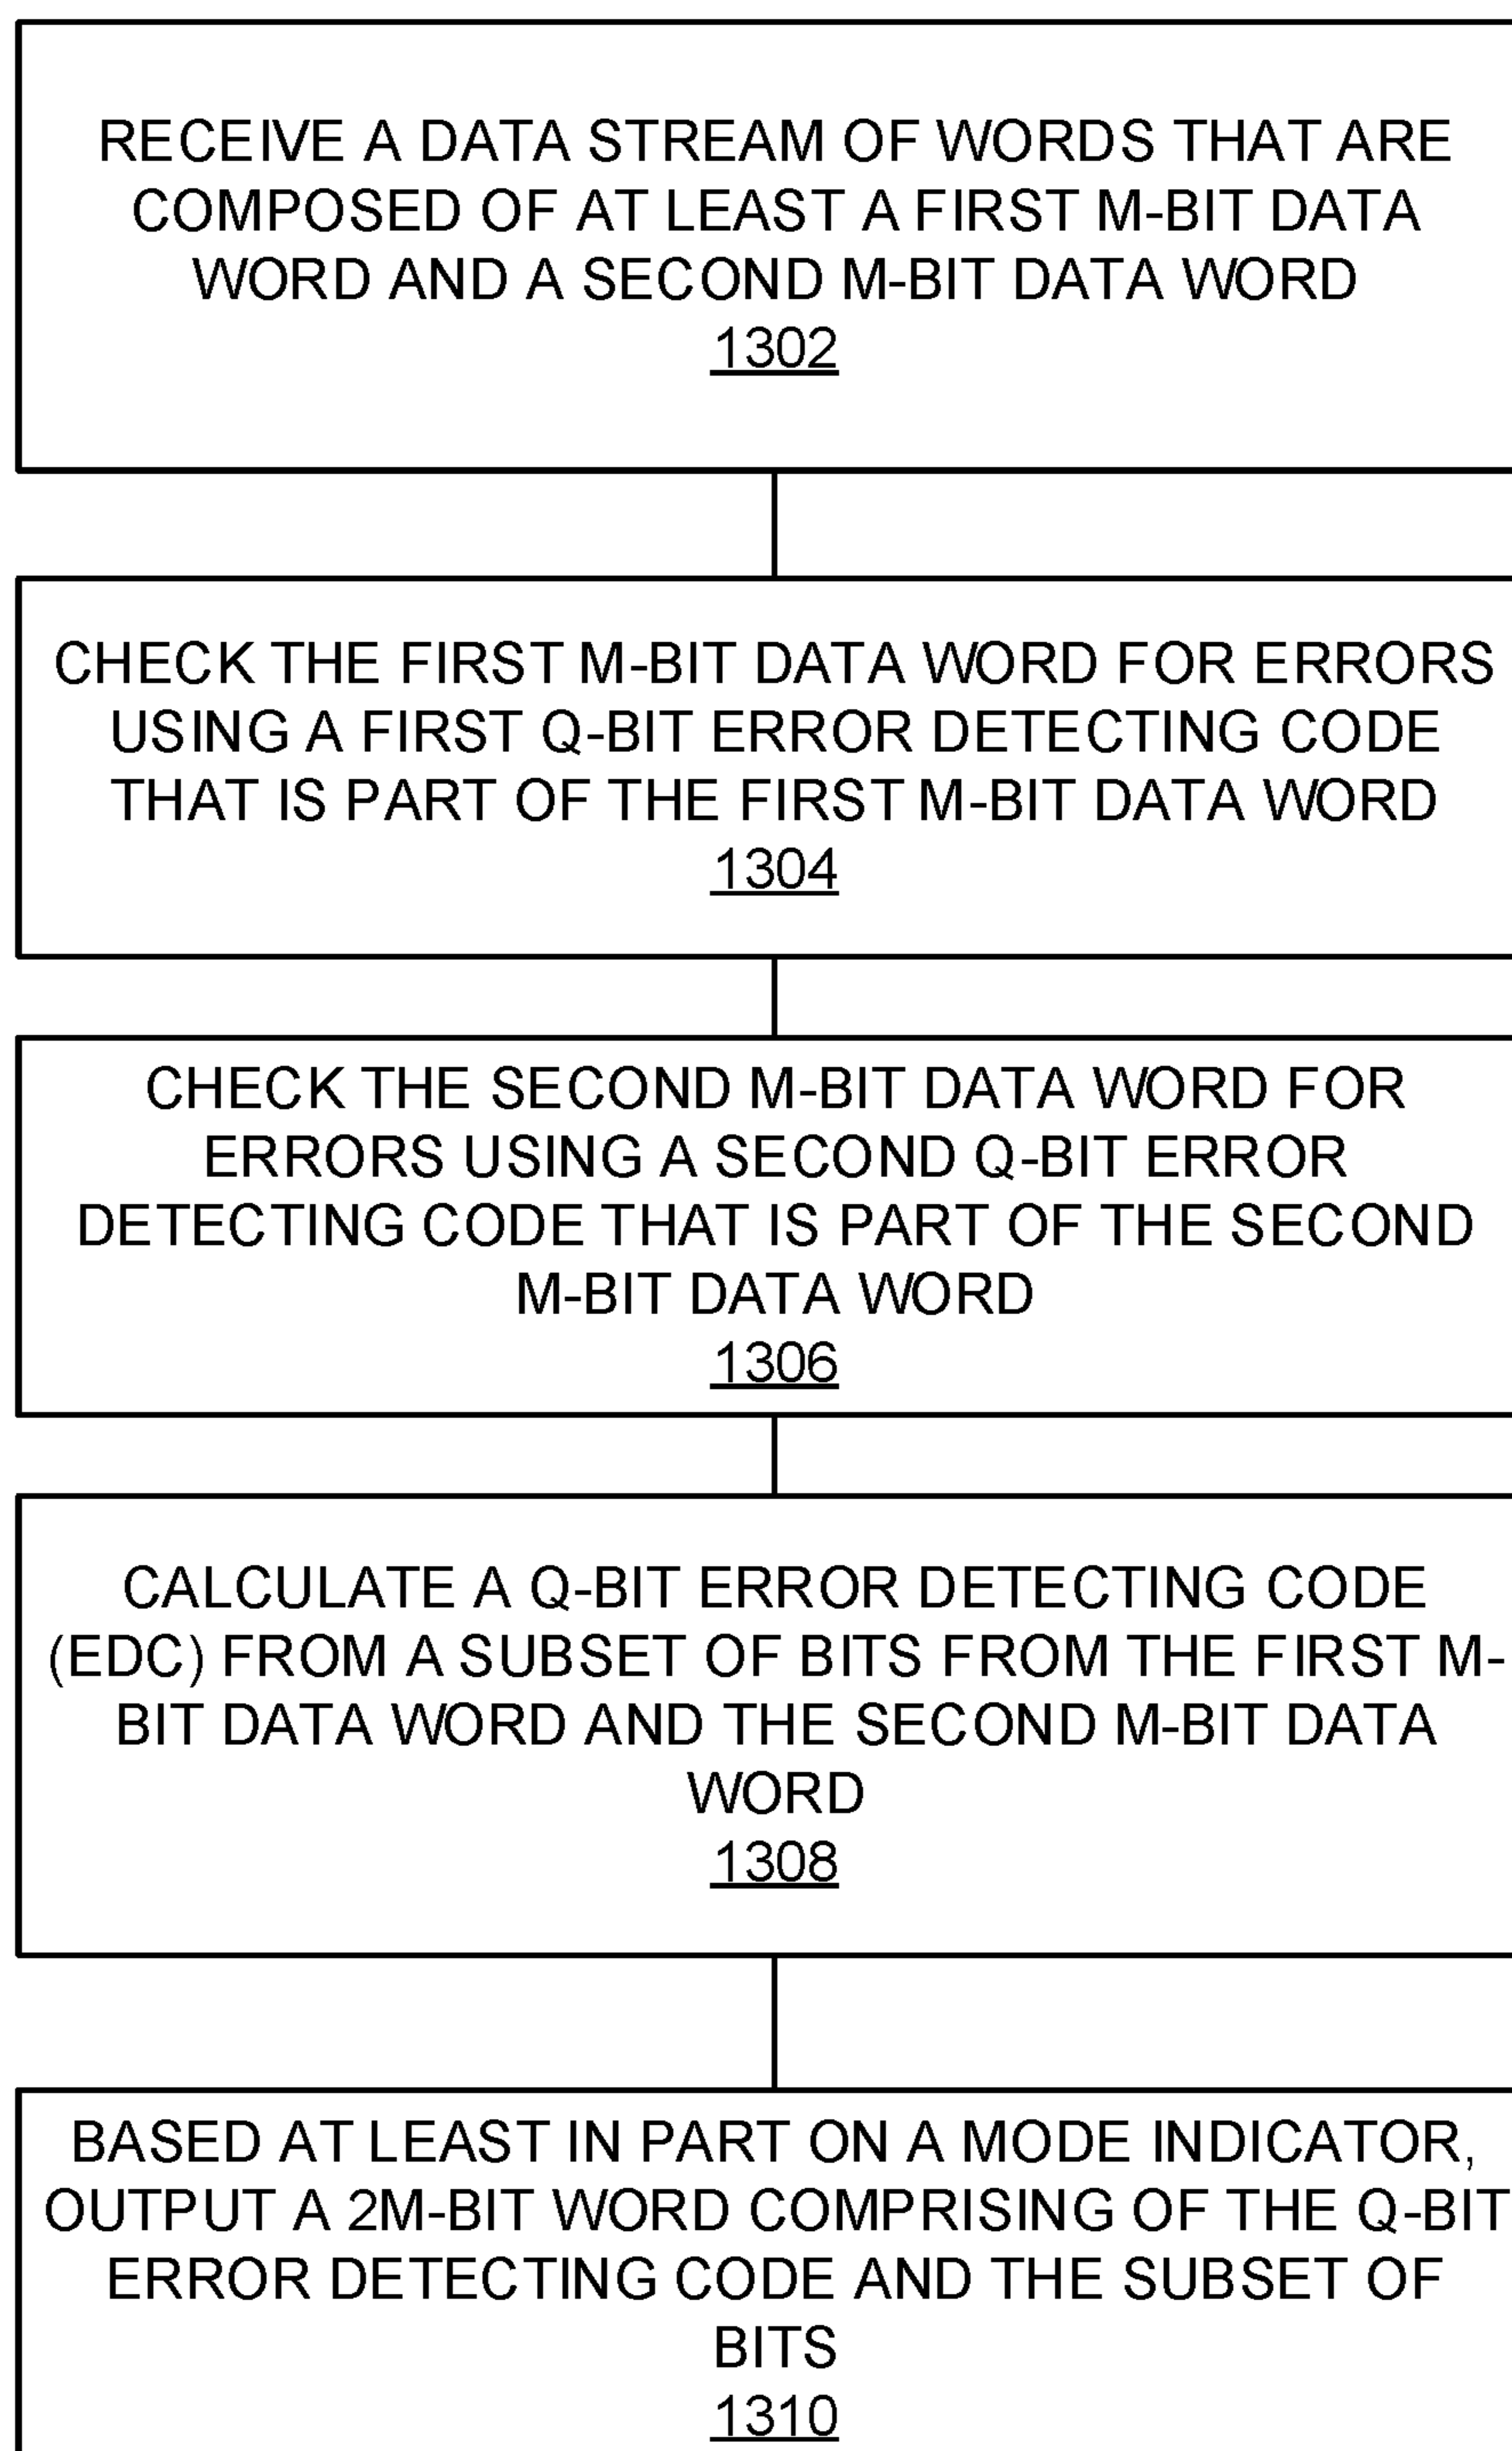 RECEIVE A DATA STREAM OF WORDS THAT ARE
COMPOSED OF AT LEAST A FIRST M-BIT DATA
WORD AND A SECOND M-BIT DATA WORD
1302
CHECK THE FIRST M-BIT DATA WORD FOR ERRORS
USING A FIRST Q-BIT ERROR DETECTING CODE
THAT IS PART OF THE FIRST M-BIT DATA WORD
1304
CHECK THE SECOND M-BIT DATA WORD FOR
ERRORS USING A SECOND Q-BIT ERROR
DETECTING CODE THAT IS PART OF THE SECOND
M-BIT DATA WORD
1306
CALCULATE A Q-BIT ERROR DETECTING CODE
(EDC) FROM A SUBSET OF BITS FROM THE FIRST M-
BIT DATA WORD AND THE SECOND M-BIT DATA
WORD
1308
BASED AT LEAST IN PART ON A MODE INDICATOR,
OUTPUT A 2M-BIT WORD COMPRISING OF THE Q-BIT
ERROR DETECTING CODE AND THE SUBSET OF
BITS
1310